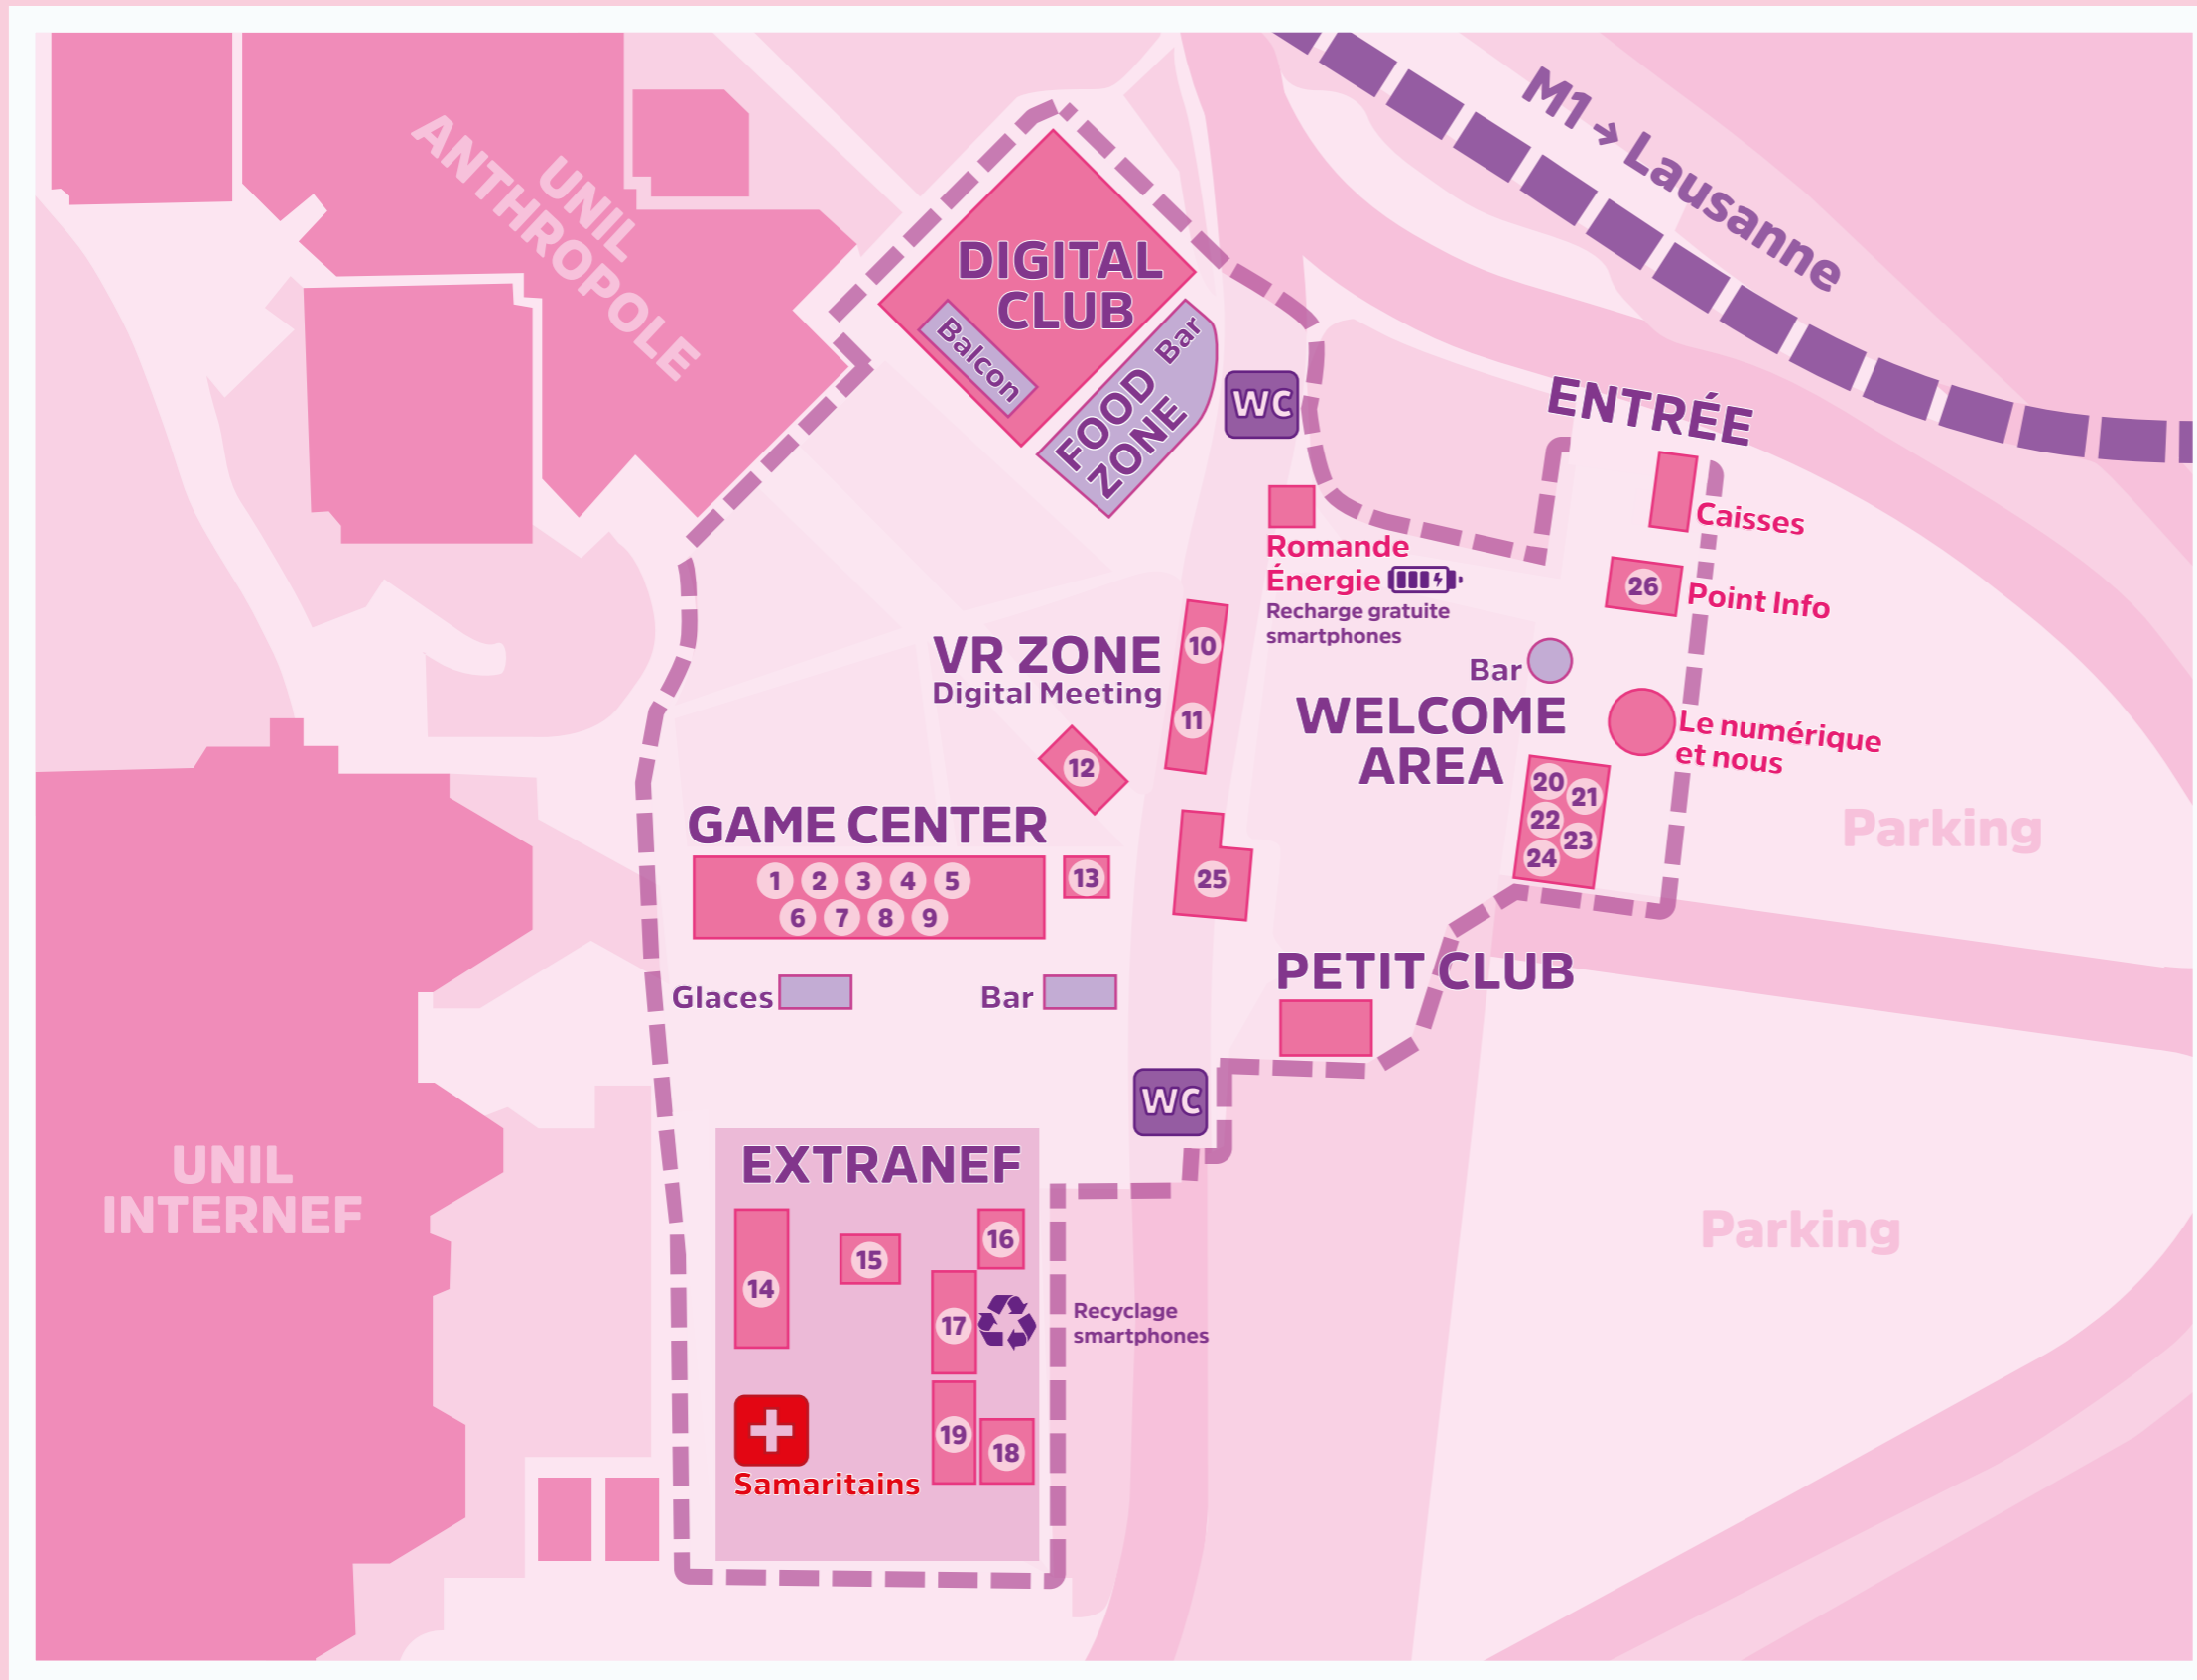 M1 → Lausanne
UNIL
ANTHROPOLE
DIGITAL
CLUB
Balcon
Bar
FOOD
ZONE
WC
ENTRÉE
Caisses
Romande
Énergie
Recharge gratuite
smartphones
26
Point Info
Bar
VR ZONE
Digital Meeting
10
11
12
WELCOME
AREA
Le numérique
et nous
20
21
22
23
24
Parking
GAME CENTER
1 2 3 4 5
6 7 8 9
13
25
Glaces
Bar
PETIT CLUB
WC
UNIL
INTERNEF
EXTRANEF
14
15
16
17
Recyclage
smartphones
19
18
Samaritains
Parking